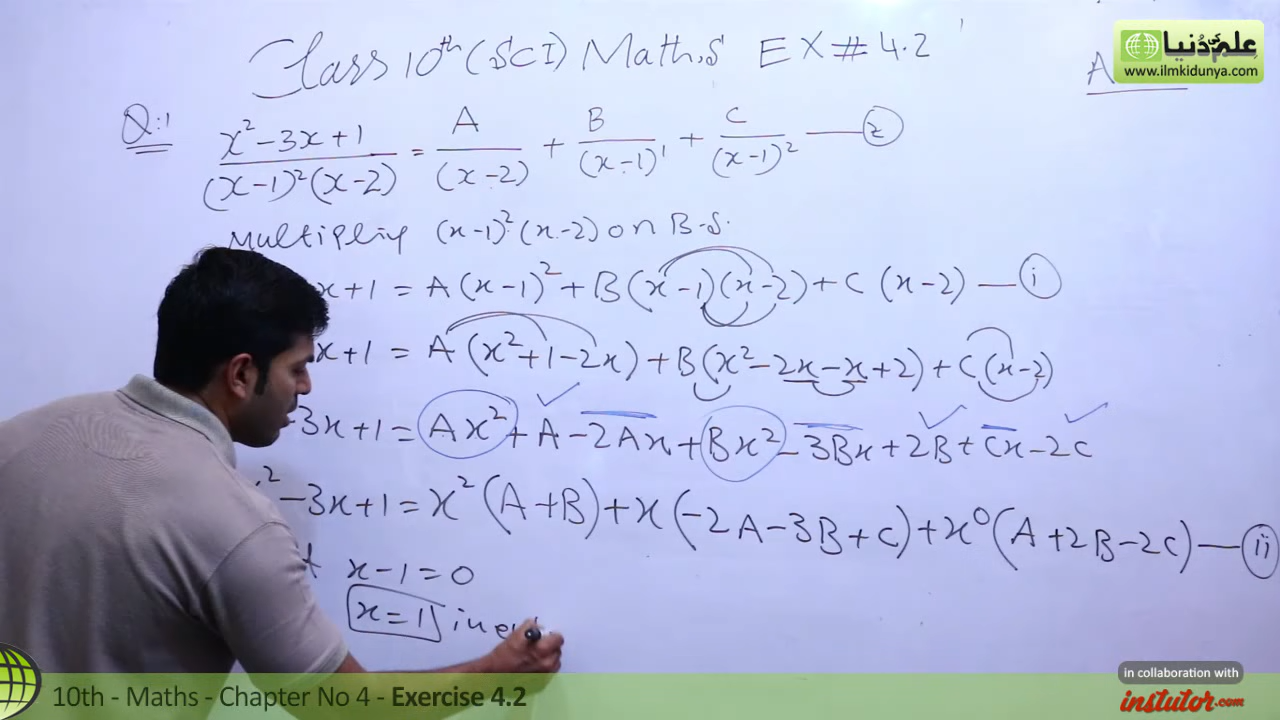 Class 10th (SCI) Maths EX # 4.2
علم کی دُنیا
www.ilmkidunya.com
A
Q:1 x² - 3x + 1 / (x-1)²(x-2) = A / (x-2) + B / (x-1)¹ + C / (x-1)² — z
Multipling (x-1)²(x-2) on B.S.
x+1 = A(x-1)² + B(x-1)(x-2) + C(x-2) — i
x+1 = A(x²+1-2x) + B(x²-2x-x+2) + C(x-2)
-3x+1 = Ax² + A - 2Ax + Bx² - 3Bx + 2B + Cx - 2C
² -3x+1 = x²(A+B) + x(-2A-3B+C) + x⁰(A+2B-2C) — ii
x-1 = 0
x = 1 in
in collaboration with
instutor.com
10th - Maths - Chapter No 4 - Exercise 4.2